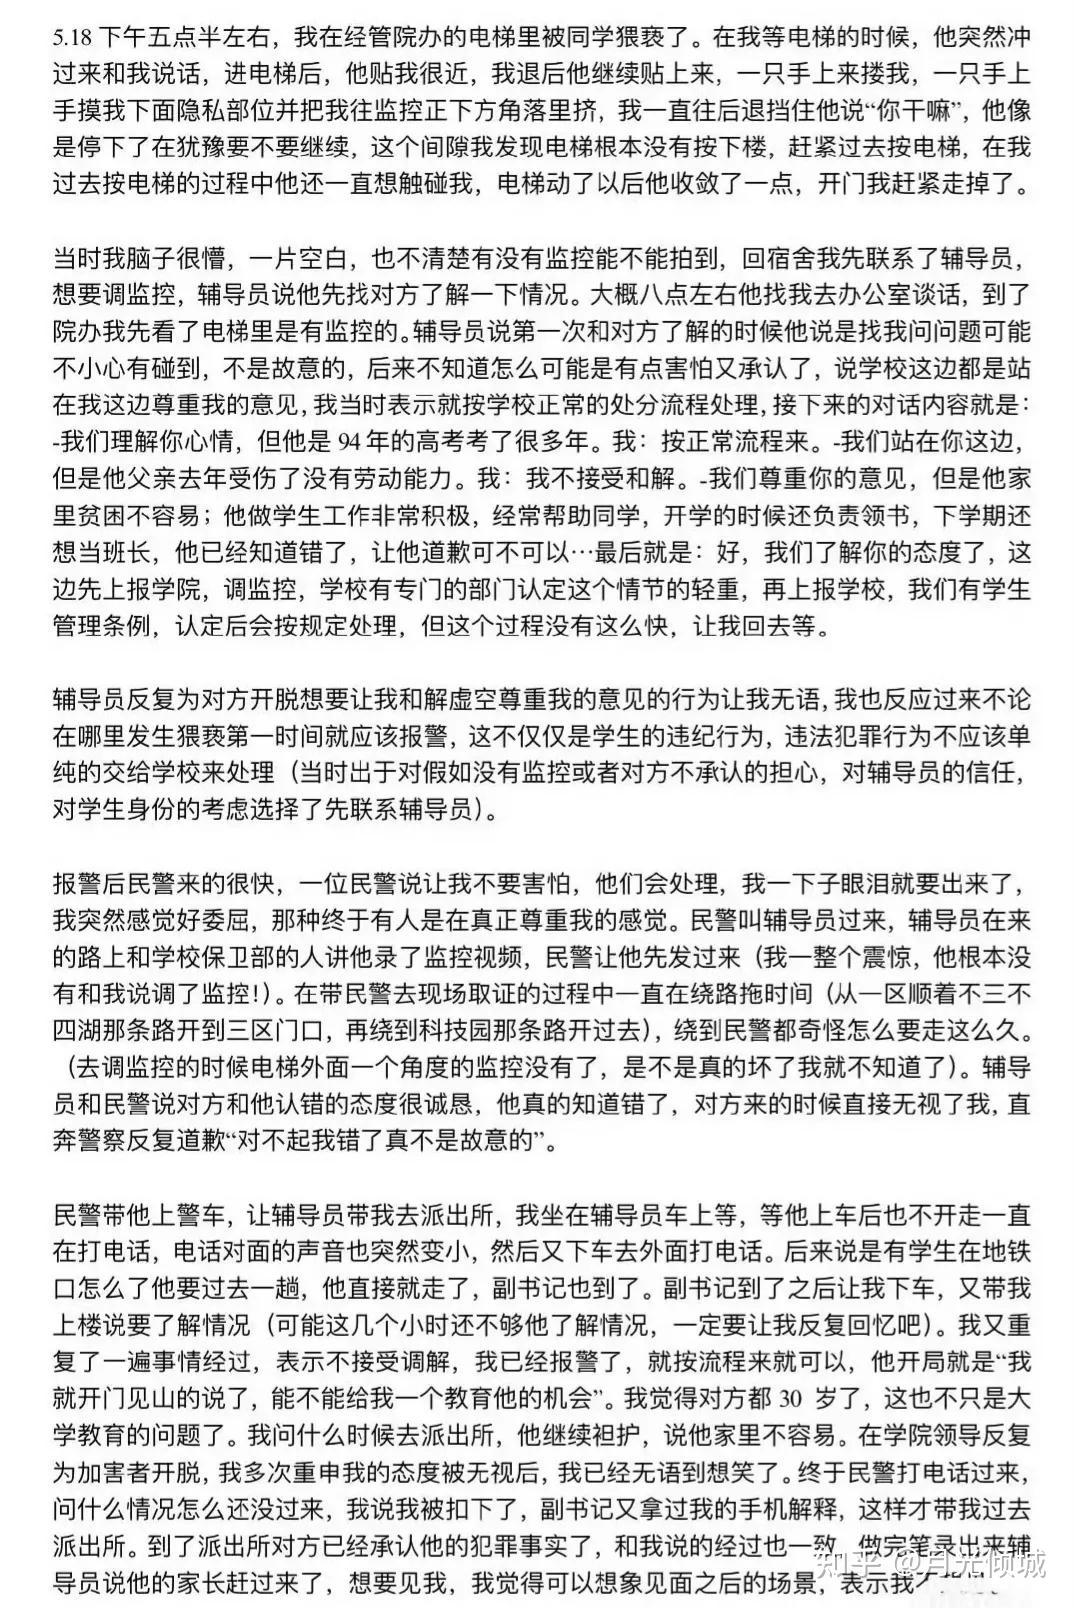 5.18 下午五点半左右，我在经管院办的电梯里被同学猥亵了。在我等电梯的时候，他突然冲
过来和我说话，进电梯后，他贴我很近，我退后他继续贴上来，一只手上来搂我，一只手上
手摸我下面隐私部位并把我往监控正下方角落里挤，我一直往后退挡住他说“你干嘛”，他像
是停下了在犹豫要不要继续，这个间隙我发现电梯根本没有按下楼，赶紧过去按电梯，在我
过去按电梯的过程中他还一直想触碰我，电梯动了以后他收敛了一点，开门我赶紧走掉了。
当时我脑子很懵，一片空白，也不清楚有没有监控能不能拍到，回宿舍我先联系了辅导员，
想要调监控，辅导员说他先找对方了解一下情况。大概八点左右他找我去办公室谈话，到了
院办我先看了电梯里是有监控的。辅导员说第一次和对方了解的时候他说是找我问问题可能
不小心有碰到，不是故意的，后来不知道怎么可能是有点害怕又承认了，说学校这边都是站
在我这边尊重我的意见，我当时表示就按学校正常的处分流程处理，接下来的对话内容就是：
-我们理解你心情，但他是 94 年的高考考了很多年。我：按正常流程来。-我们站在你这边，
但是他父亲去年受伤了没有劳动能力。我：我不接受和解。-我们尊重你的意见，但是他家
里贫困不容易；他做学生工作非常积极，经常帮助同学，开学的时候还负责领书，下学期还
想当班长，他已经知道错了，让他道歉可不可以…最后就是：好，我们了解你的态度了，这
边先上报学院，调监控，学校有专门的部门认定这个情节的轻重，再上报学校，我们有学生
管理条例，认定后会按规定处理，但这个过程没有这么快，让我回去等。
辅导员反复为对方开脱想要让我和解虚空尊重我的意见的行为让我无语，我也反应过来不论
在哪里发生猥亵第一时间就应该报警，这不仅仅是学生的违纪行为，违法犯罪行为不应该单
纯的交给学校来处理（当时出于对假如没有监控或者对方不承认的担心，对辅导员的信任，
对学生身份的考虑选择了先联系辅导员）。
报警后民警来的很快，一位民警说让我不要害怕，他们会处理，我一下子眼泪就要出来了，
我突然感觉好委屈，那种终于有人是在真正尊重我的感觉。民警叫辅导员过来，辅导员在来
的路上和学校保卫部的人讲他录了监控视频，民警让他先发过来（我一整个震惊，他根本没
有和我说调了监控！）。在带民警去现场取证的过程中一直在绕路拖时间（从一区顺着不三不
四湖那条路开到三区门口，再绕到科技园那条路开过去），绕到民警都奇怪怎么要走这么久。
（去调监控的时候电梯外面一个角度的监控没有了，是不是真的坏了我就不知道了）。辅导
员和民警说对方和他认错的态度很诚恳，他真的知道错了，对方来的时候直接无视了我，直
奔警察反复道歉“对不起我错了真不是故意的”。
民警带他上警车，让辅导员带我去派出所，我坐在辅导员车上等，等他上车后也不开走一直
在打电话，电话对面的声音也突然变小，然后又下车去外面打电话。后来说是有学生在地铁
口怎么了他要过去一趟，他直接就走了，副书记也到了。副书记到了之后让我下车，又带我
上楼说要了解情况（可能这几个小时还不够他了解情况，一定要让我反复回忆吧）。我又重
复了一遍事情经过，表示不接受调解，我已经报警了，就按流程来就可以，他开局就是“我
就开门见山的说了，能不能给我一个教育他的机会”。我觉得对方都 30 岁了，这也不只是大
学教育的问题了。我问什么时候去派出所，他继续袒护，说他家里不容易。在学院领导反复
为加害者开脱，我多次重申我的态度被无视后，我已经无语到想笑了。终于民警打电话过来，
问什么情况怎么还没过来，我说我被扣下了，副书记又拿过我的手机解释，这样才带我过去
派出所。到了派出所对方已经承认他的犯罪事实了，和我说的经过也一致 做完笔录出来辅
导员说他的家长赶过来了，想要见我，我觉得可以想象见面之后的场景，表示我不
知乎 @月光倾城